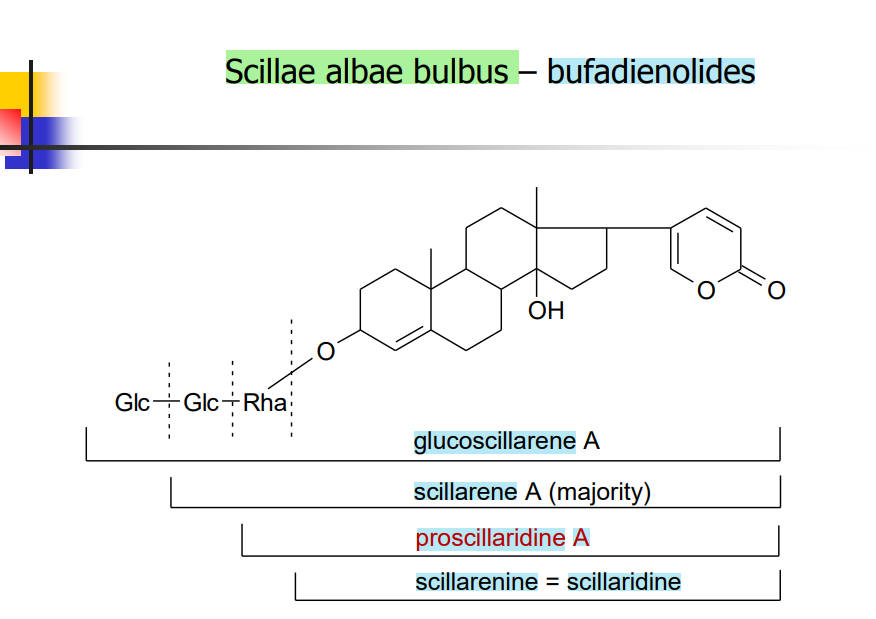 Scillae albae bulbus – bufadienolides
O O
OH
O
Glc Glc Rha
glucoscillarene A
scillarene A (majority)
proscillaridine A
scillarenine = scillaridine